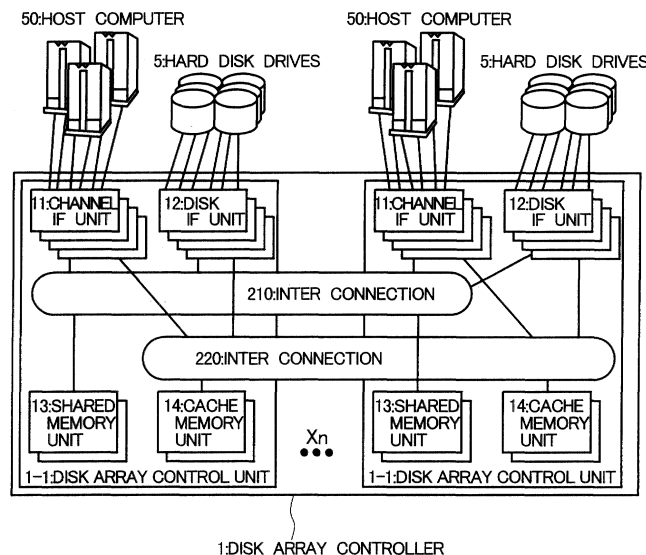 50:HOST COMPUTER
5:HARD DISK DRIVES
50:HOST COMPUTER
5:HARD DISK DRIVES
11:CHANNEL
IF UNIT
12:DISK
IF UNIT
11:CHANNEL
IF UNIT
12:DISK
IF UNIT
210:INTER CONNECTION
220:INTER CONNECTION
13:SHARED
MEMORY
UNIT
14:CACHE
MEMORY
UNIT
Xn
13:SHARED
MEMORY
UNIT
14:CACHE
MEMORY
UNIT
1-1:DISK ARRAY CONTROL UNIT
1-1:DISK ARRAY CONTROL UNIT
1:DISK ARRAY CONTROLLER